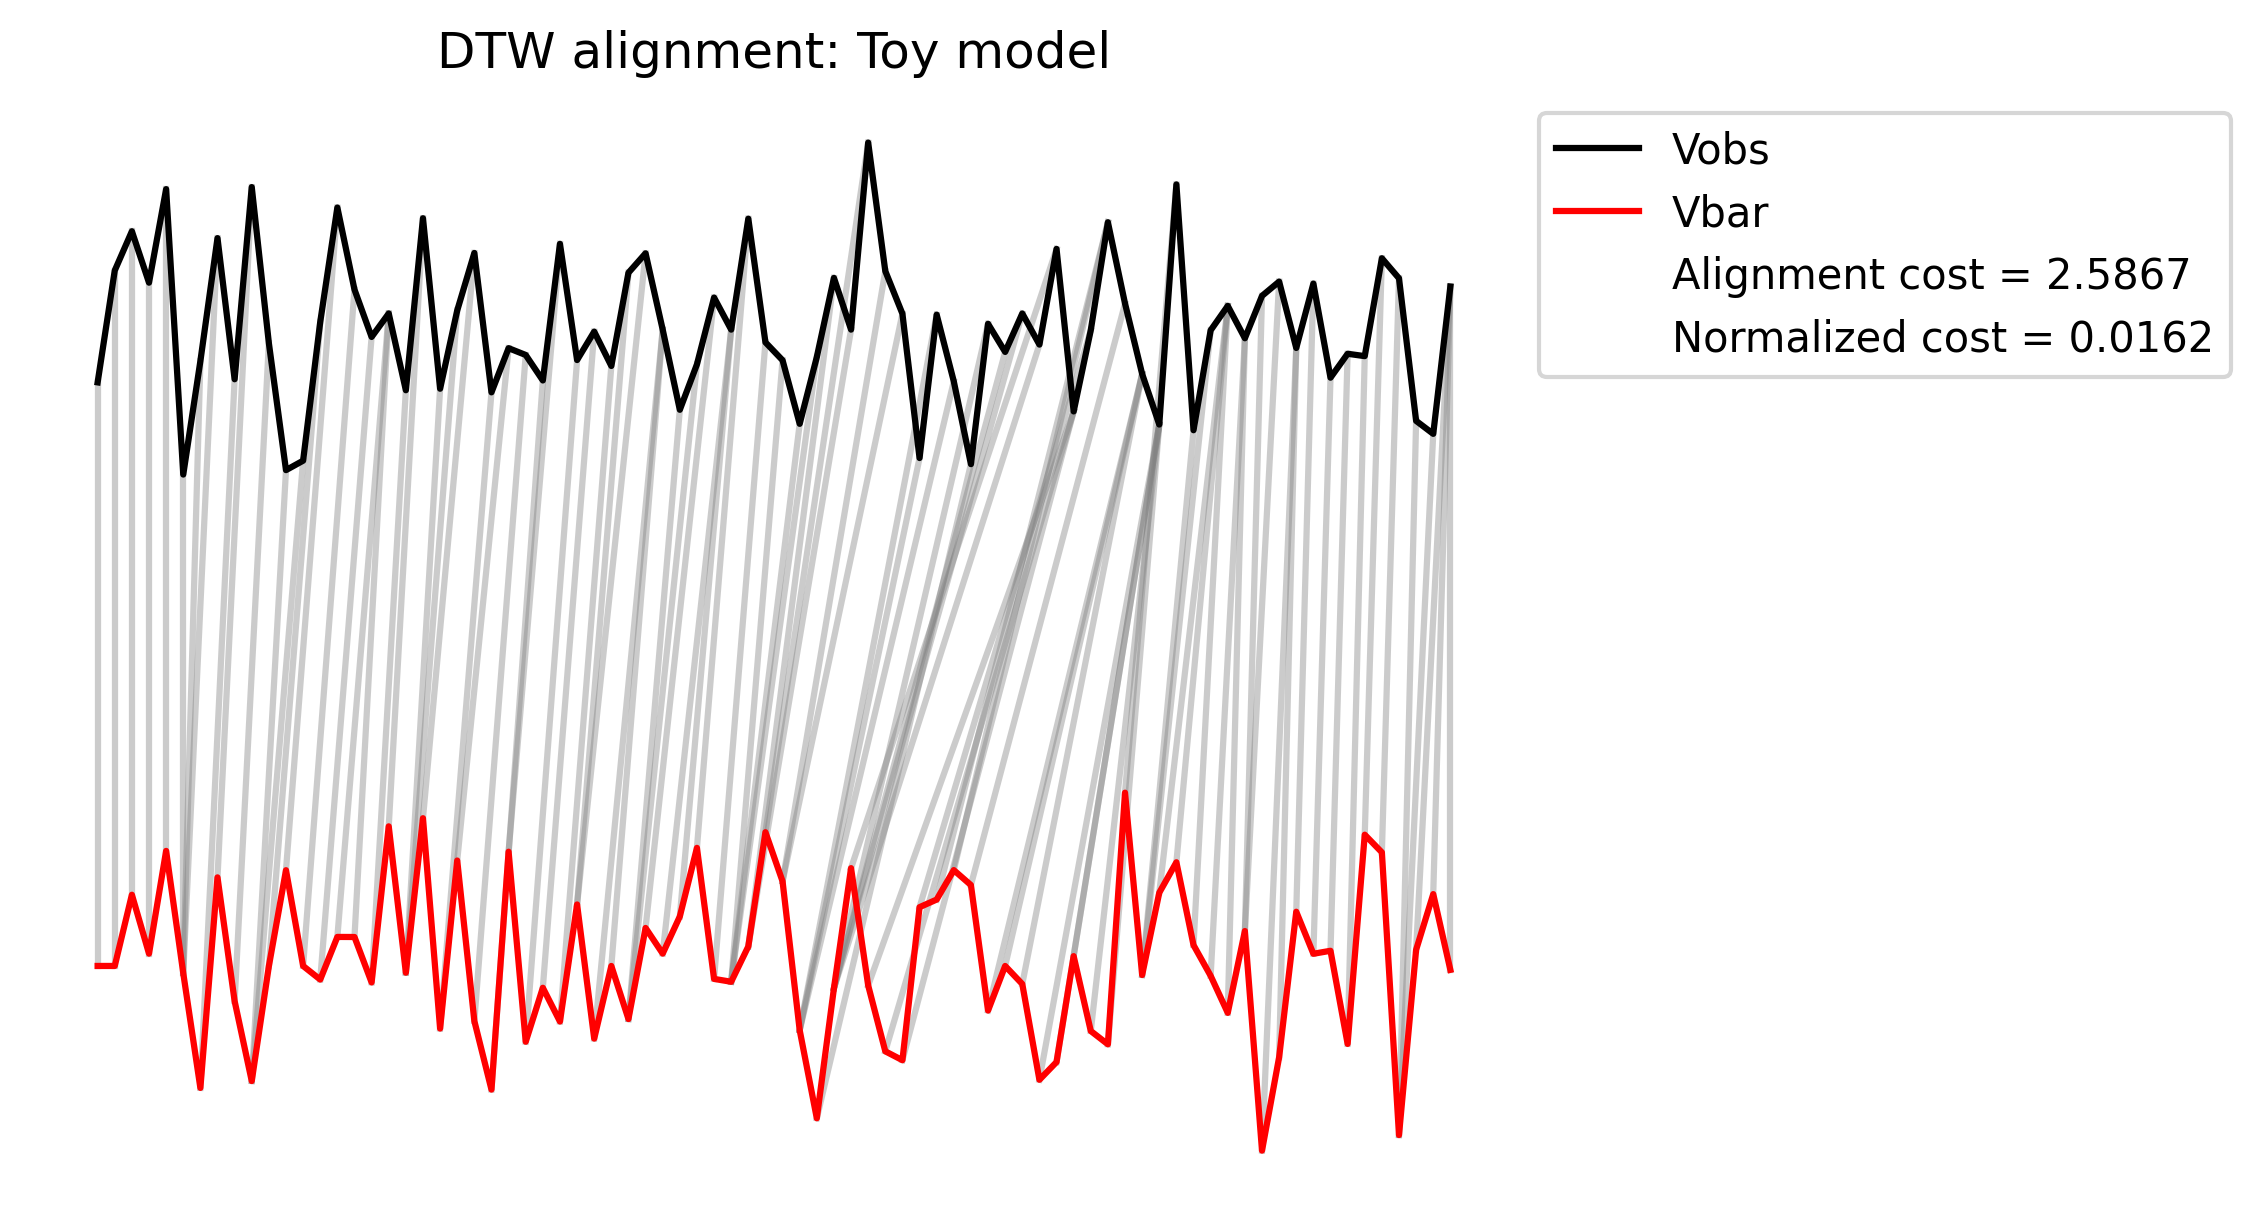 DTW alignment: Toy model
Vobs
Vbar
Alignment cost = 2.5867
Normalized cost = 0.0162